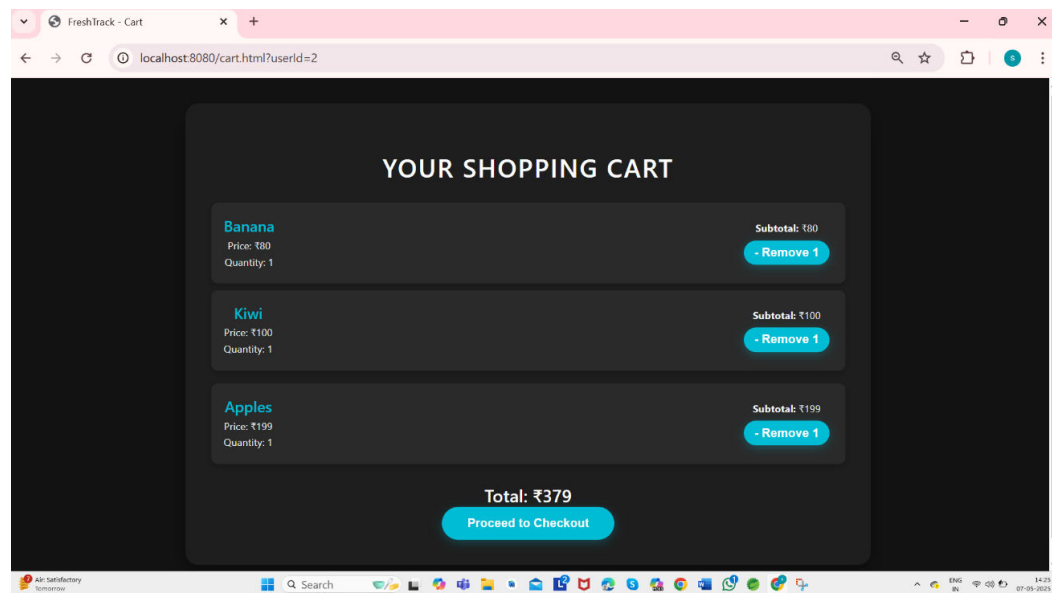 FreshTrack - Cart
localhost:8080/cart.html?userId=2
S
YOUR SHOPPING CART
Banana
Price: ₹80
Quantity: 1
Subtotal: ₹80
- Remove 1
Kiwi
Price: ₹100
Quantity: 1
Subtotal: ₹100
- Remove 1
Apples
Price: ₹199
Quantity: 1
Subtotal: ₹199
- Remove 1
Total: ₹379
Proceed to Checkout
Air: Satisfactory
Tomorrow
Search
ENG
IN
14:25
07-05-2025